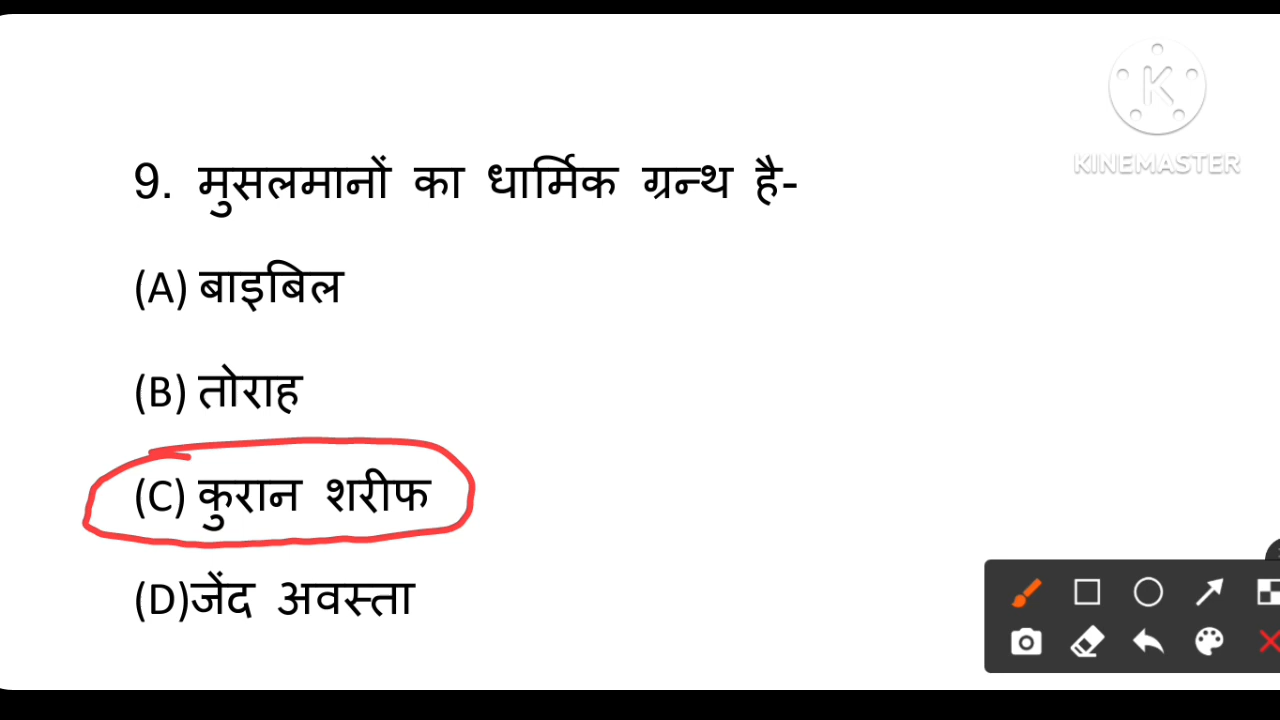 9. मुसलमानों का धार्मिक ग्रन्थ है-
(A) बाइबिल
(B) तोराह
(C) कुरान शरीफ
(D)जेंद अवस्ता
K
KINEMASTER